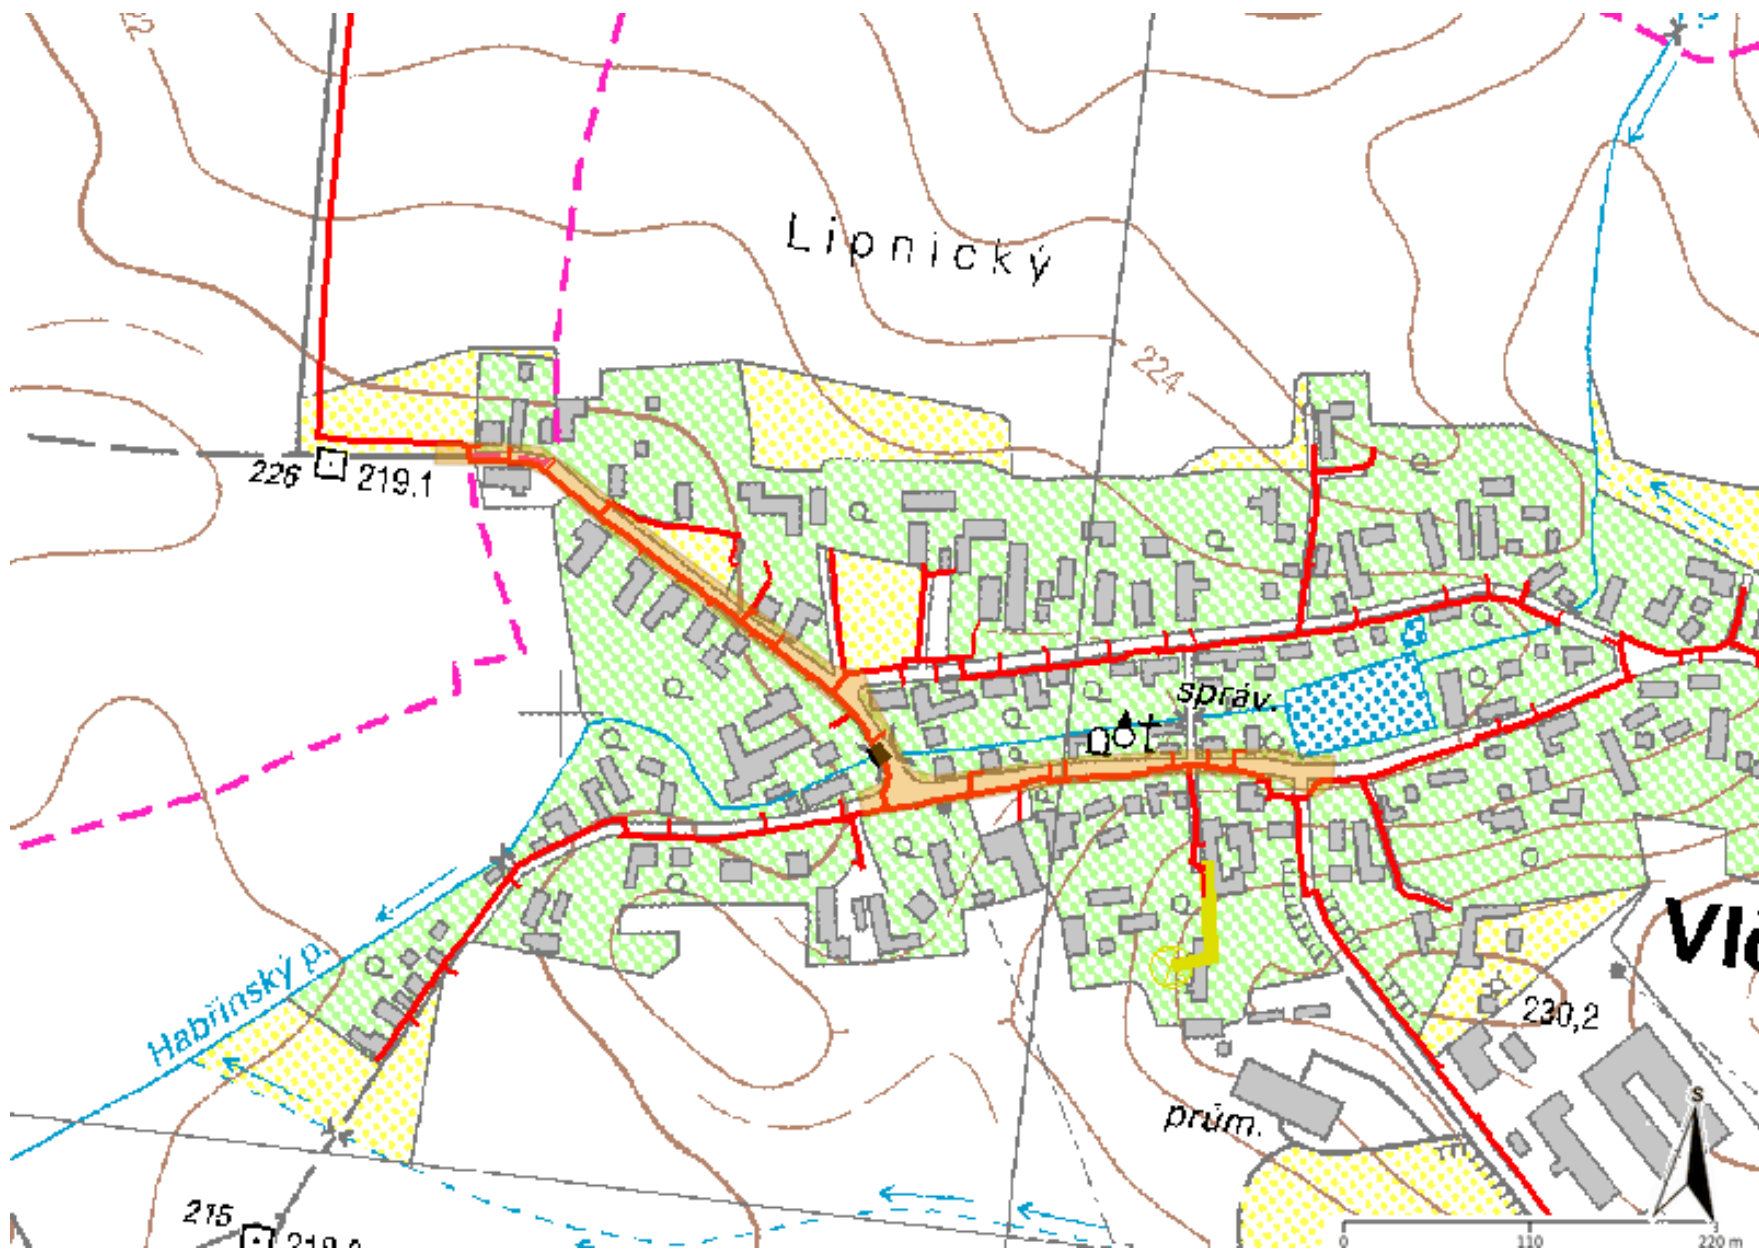 Lipnický
224
226
219.1
správ.
Habřinský p.
230,2
prům.
S
215
0
110
220 m